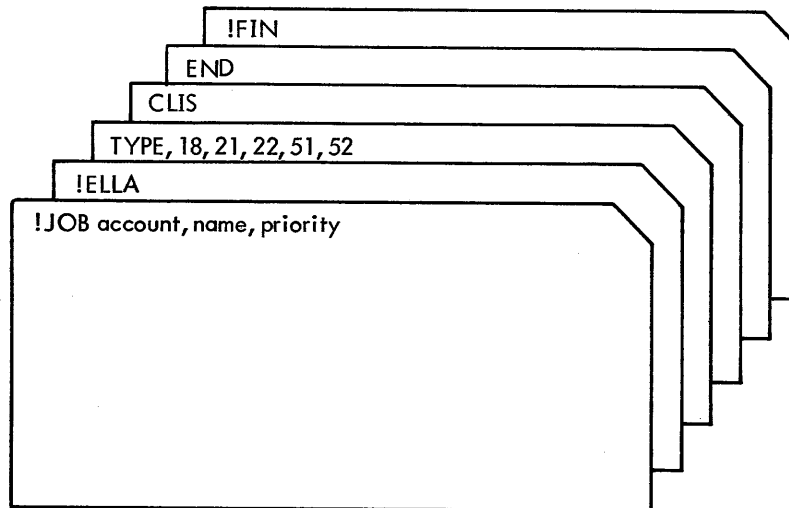 !FIN
END
CLIS
TYPE, 18, 21, 22, 51, 52
!ELLA
!JOB account, name, priority